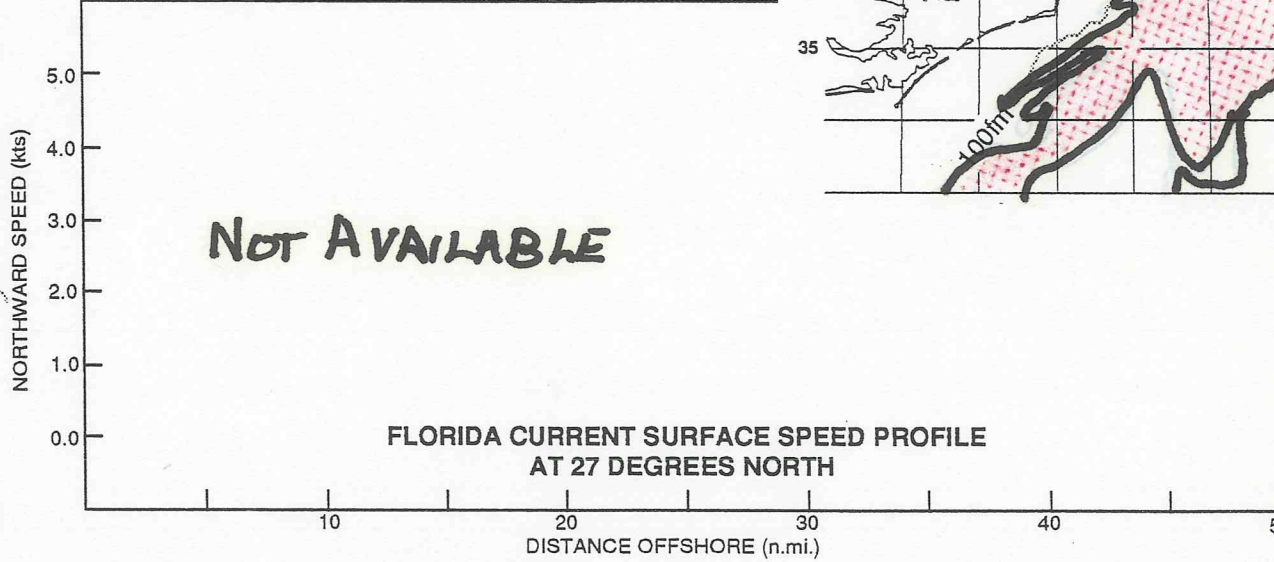 35
100fm
NORTHWARD SPEED (kts)
5.0
4.0
3.0
2.0
1.0
0.0
NOT AVAILABLE
FLORIDA CURRENT SURFACE SPEED PROFILE
AT 27 DEGREES NORTH
10
20
30
40
DISTANCE OFFSHORE (n.mi.)